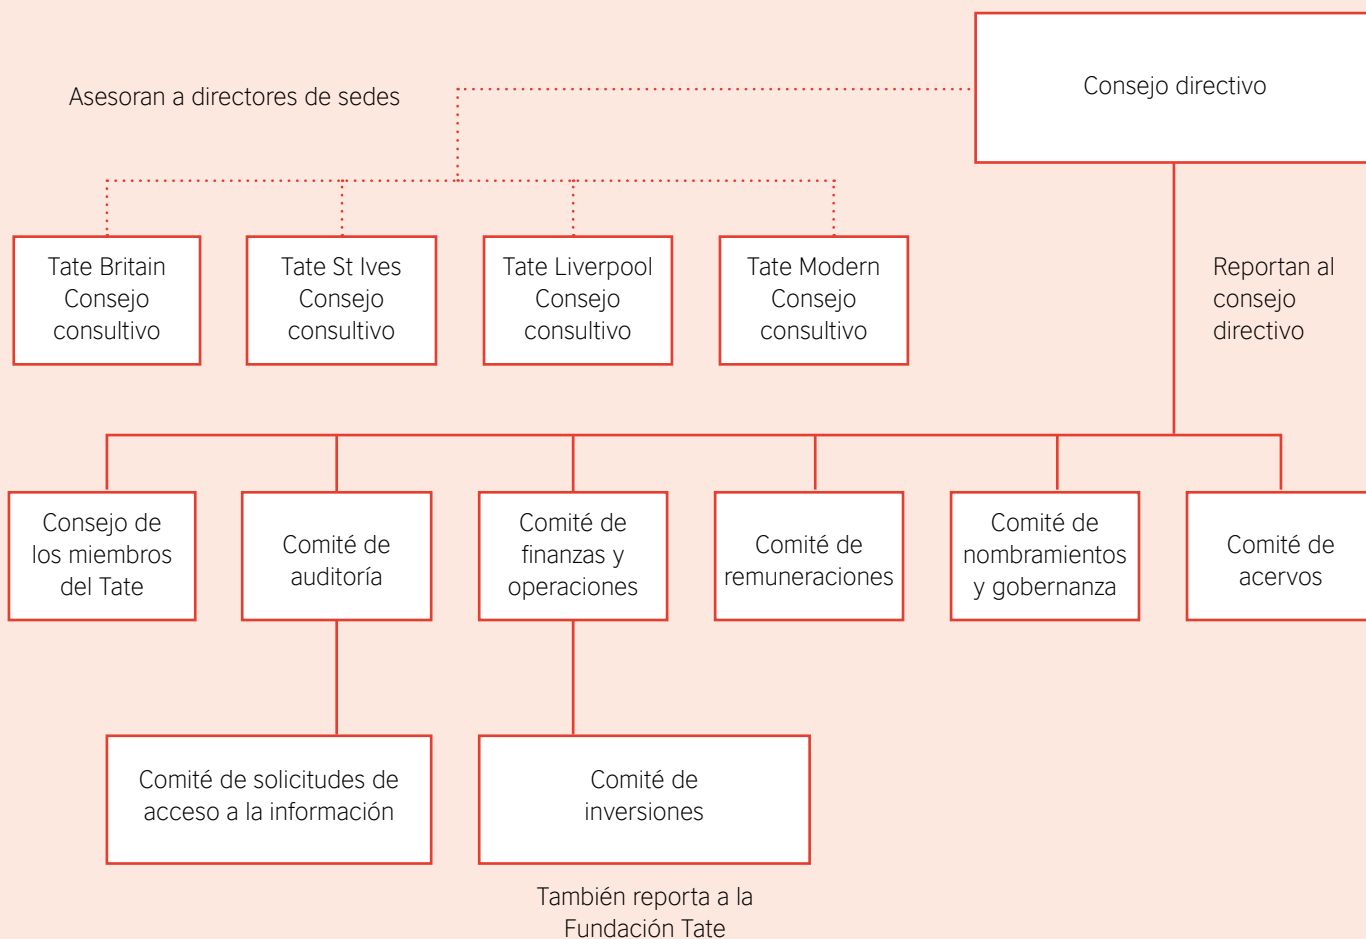 Consejo directivo
Asesoran a directores de sedes
Tate Britain
Consejo
consultivo
Tate St Ives
Consejo
consultivo
Tate Liverpool
Consejo
consultivo
Tate Modern
Consejo
consultivo
Reportan al
consejo
directivo
Consejo de
los miembros
del Tate
Comité de
auditoría
Comité de
finanzas y
operaciones
Comité de
remuneraciones
Comité de
nombramientos
y gobernanza
Comité de
acervos
Comité de solicitudes de
acceso a la información
Comité de
inversiones
También reporta a la
Fundación Tate